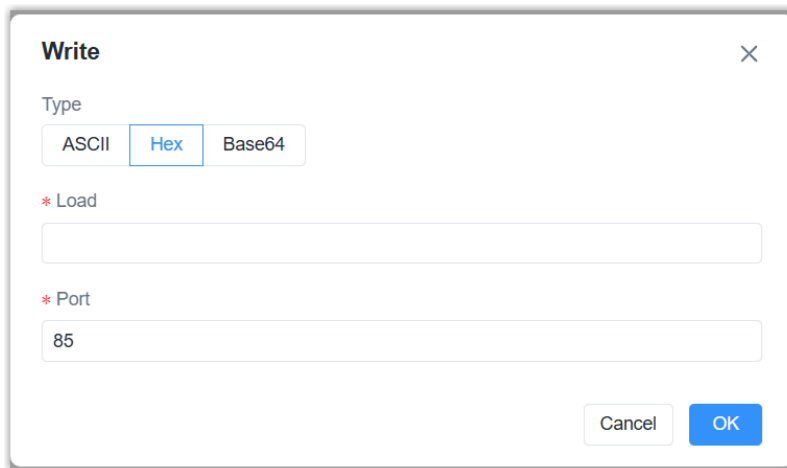 Write
Type
ASCII Hex Base64
* Load
* Port
85
Cancel OK